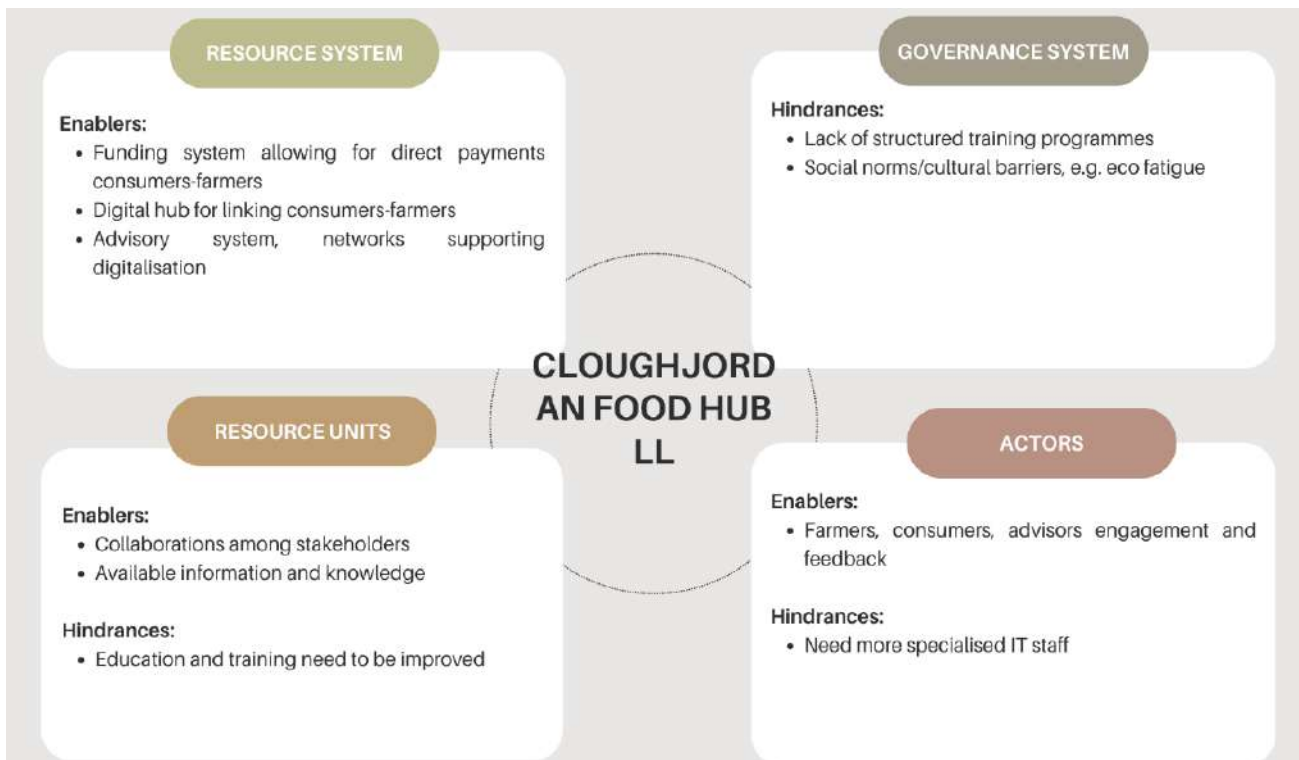 RESOURCE SYSTEM
Enablers:
• Funding system allowing for direct payments
consumers-farmers
• Digital hub for linking consumers-farmers
• Advisory system, networks supporting
digitalisation
GOVERNANCE SYSTEM
Hindrances:
• Lack of structured training programmes
• Social norms/cultural barriers, e.g. eco fatigue
CLOUGHJORD
AN FOOD HUB
LL
RESOURCE UNITS
Enablers:
• Collaborations among stakeholders
• Available information and knowledge
Hindrances:
• Education and training need to be improved
ACTORS
Enablers:
• Farmers, consumers, advisors engagement and
feedback
Hindrances:
• Need more specialised IT staff